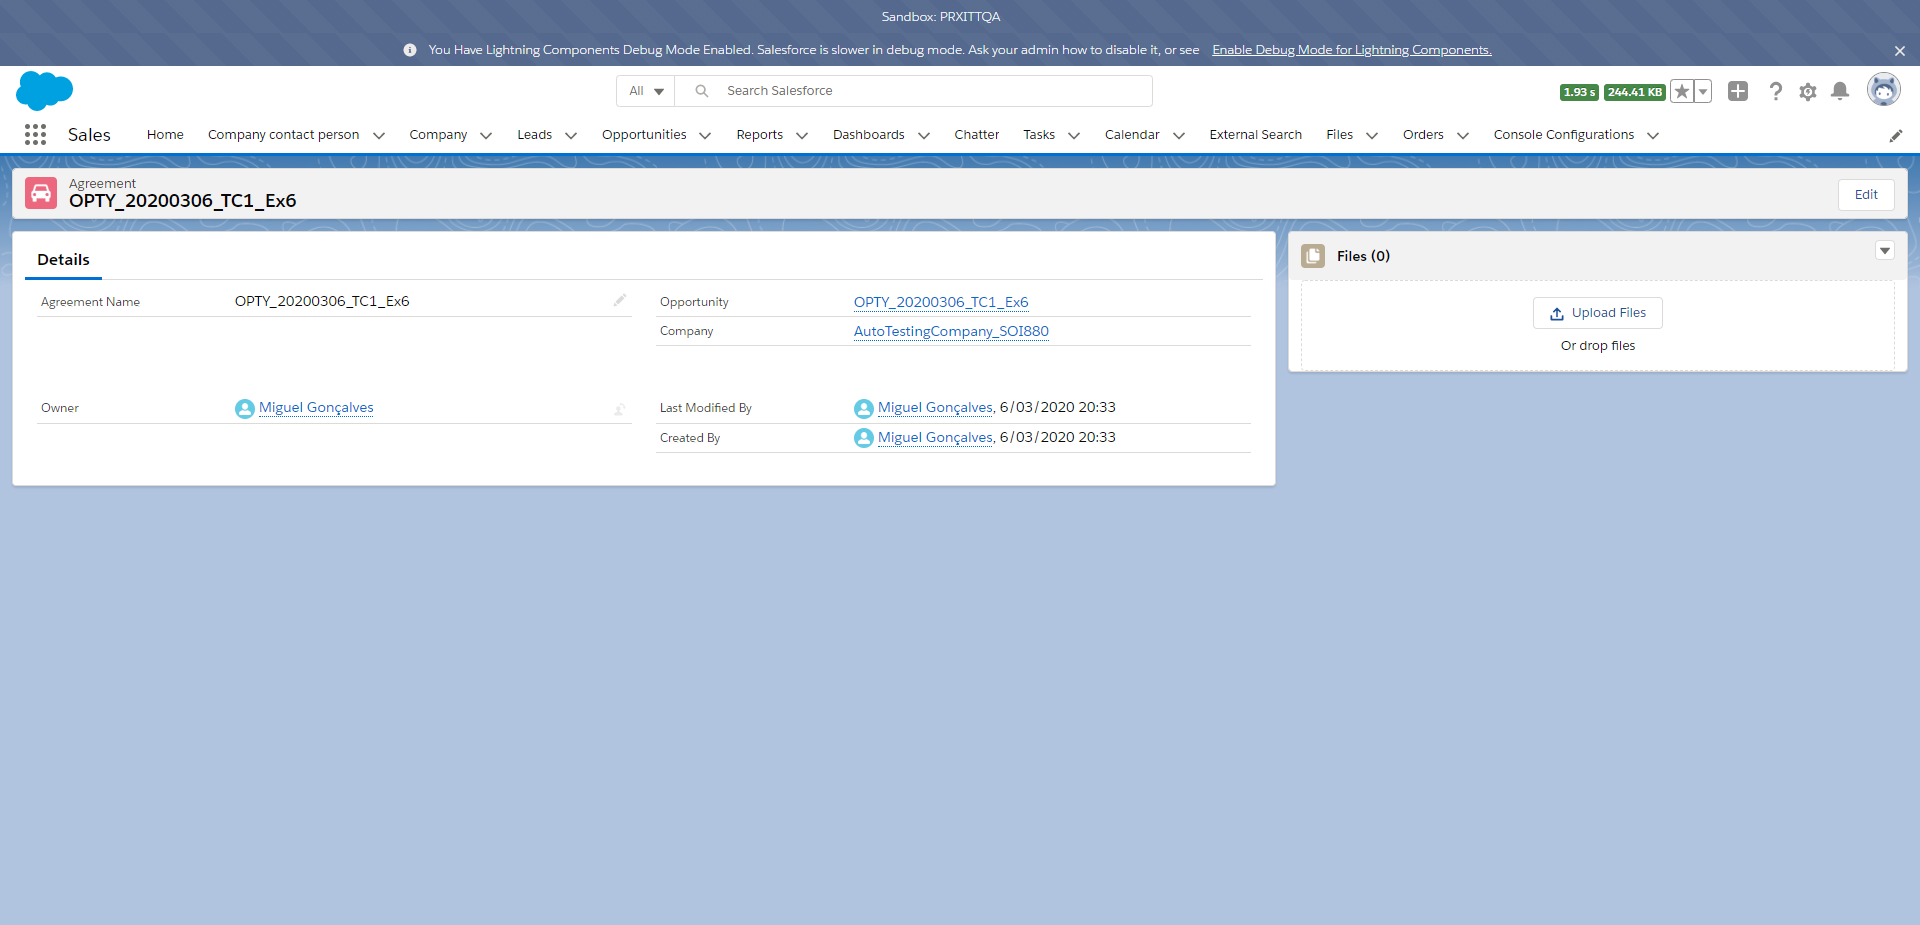 Sandbox: PRXITTQA
You Have Lightning Components Debug Mode Enabled. Salesforce is slower in debug mode. Ask your admin how to disable it, or see Enable Debug Mode for Lightning Components.
All Search Salesforce 1.93 s 244.41 KB
Sales Home Company contact person Company Leads Opportunities Reports Dashboards Chatter Tasks Calendar External Search Files Orders Console Configurations
Agreement
OPTY_20200306_TC1_Ex6
Edit
Details
Agreement Name OPTY_20200306_TC1_Ex6
Opportunity OPTY_20200306_TC1_Ex6
Company AutoTestingCompany_SOI880
Owner Miguel Gonçalves
Last Modified By Miguel Gonçalves, 6/03/2020 20:33
Created By Miguel Gonçalves, 6/03/2020 20:33
Files (0)
Upload Files
Or drop files